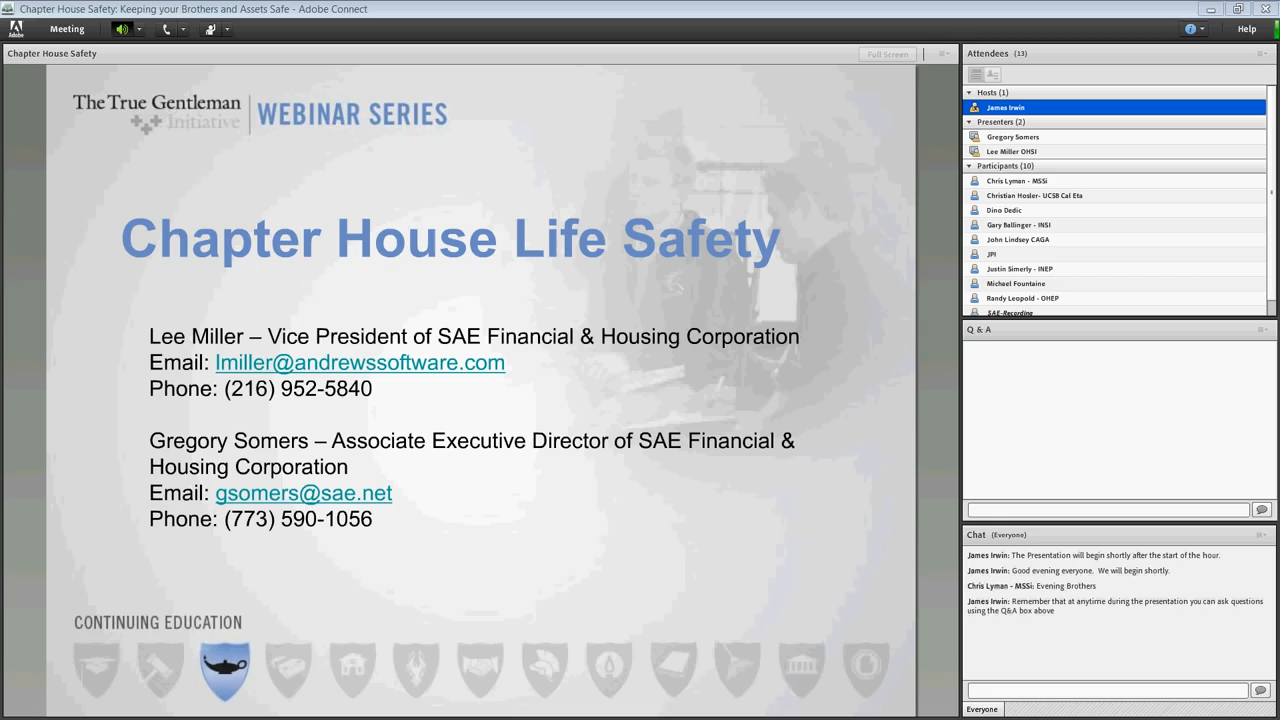 Chapter House Safety: Keeping your Brothers and Assets Safe - Adobe Connect
Adobe
Meeting
Help
Chapter House Safety
Full Screen
The True Gentleman
Initiative
WEBINAR SERIES
Chapter House Life Safety
Lee Miller – Vice President of SAE Financial & Housing Corporation
Email: lmiller@andrewssoftware.com
Phone: (216) 952-5840
Gregory Somers – Associate Executive Director of SAE Financial &
Housing Corporation
Email: gsomers@sae.net
Phone: (773) 590-1056
CONTINUING EDUCATION
Attendees (13)
Hosts (1)
James Irwin
Presenters (2)
Gregory Somers
Lee Miller OHSI
Participants (10)
Chris Lyman - MSSi
Christian Hosler- UCSB Cal Eta
Dino Dedic
Gary Ballinger - INSI
John Lindsey CAGA
JPI
Justin Simerly - INEP
Michael Fountaine
Randy Leopold - OHEP
SAE-Recording
Q & A
Chat (Everyone)
James Irwin: The Presentation will begin shortly after the start of the hour.
James Irwin: Good evening everyone. We will begin shortly.
Chris Lyman - MSSi: Evening Brothers
James Irwin: Remember that at anytime during the presentation you can ask questions
using the Q&A box above
Everyone